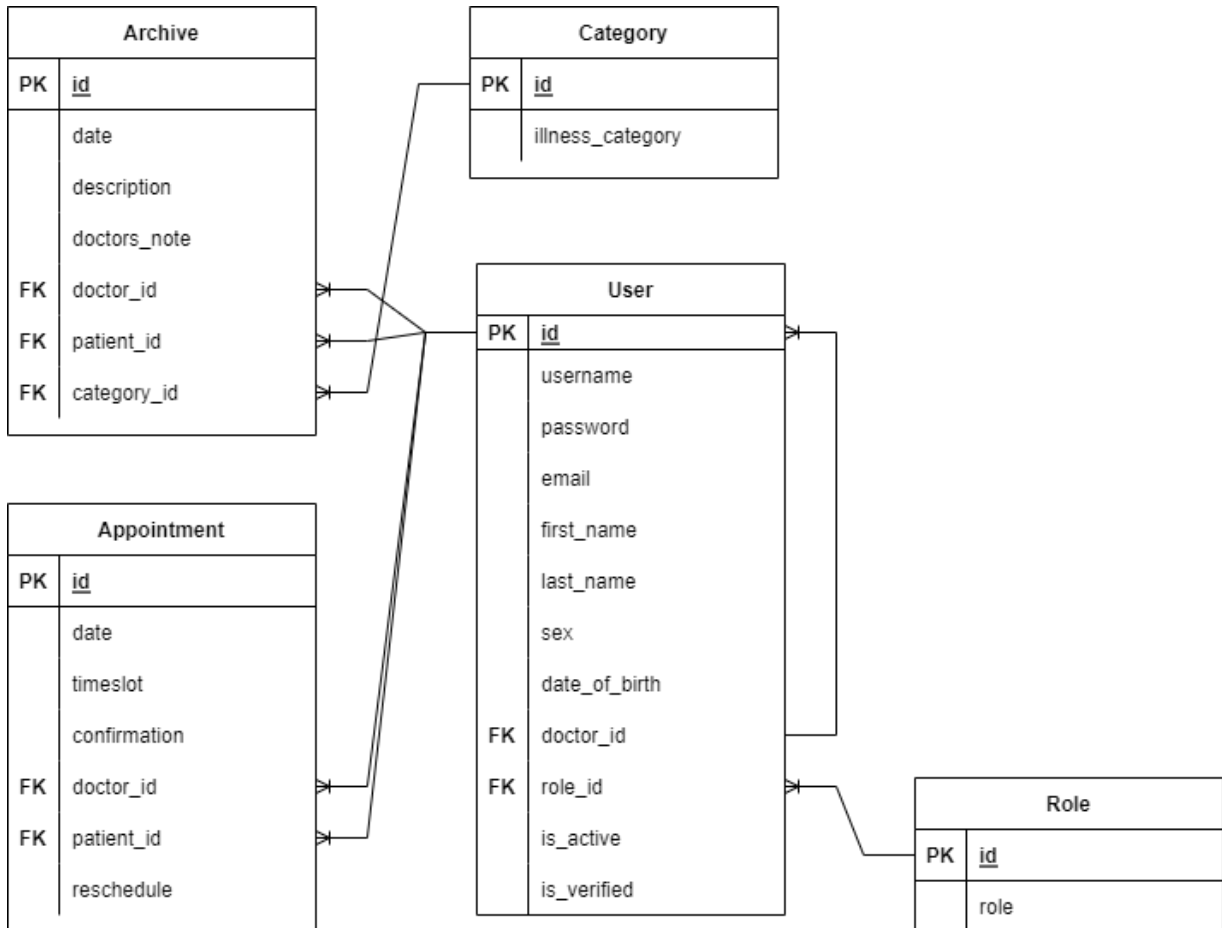 Archive
PK id
date
description
doctors_note
FK doctor_id
FK patient_id
FK category_id
Category
PK id
illness_category
User
PK id
username
password
email
first_name
last_name
sex
date_of_birth
FK doctor_id
FK role_id
is_active
is_verified
Appointment
PK id
date
timeslot
confirmation
FK doctor_id
FK patient_id
reschedule
Role
PK id
role